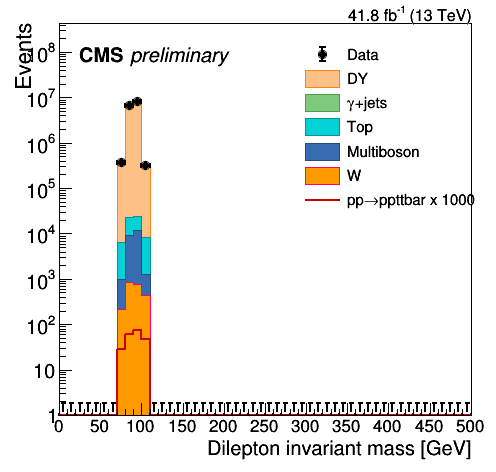 41.8 fb⁻¹ (13 TeV)
Events
CMS preliminary
Data
DY
γ+jets
Top
Multiboson
W
pp→ppttbar x 1000
10⁸
10⁷
10⁶
10⁵
10⁴
10³
10²
10
1
0 50 100 150 200 250 300 350 400 450 500
Dilepton invariant mass [GeV]